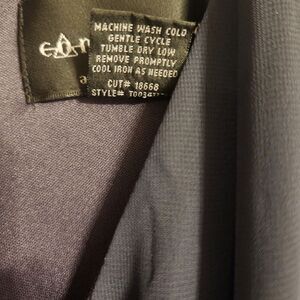 MACHINE WASH COLD
GENTLE CYCLE
TUMBLE DRY LOW
REMOVE PROMPTLY
COOL IRON AS NEEDED
CUT# 18668
STYLE#